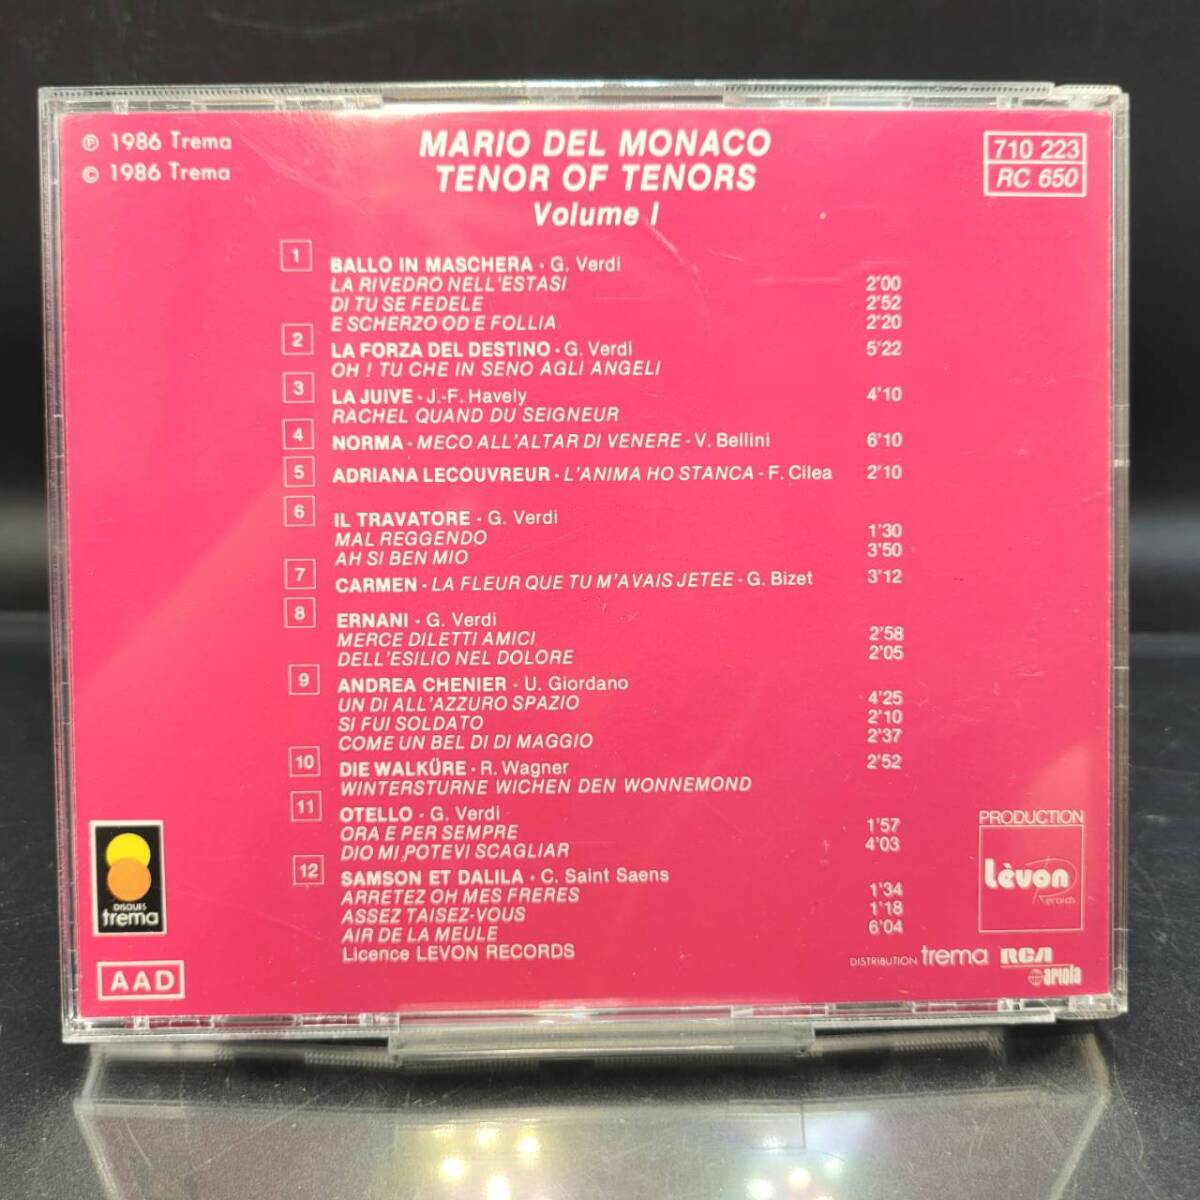 ℗ 1986 Trema
© 1986 Trema
MARIO DEL MONACO
TENOR OF TENORS
Volume I
710 223
RC 650
1 BALLO IN MASCHERA · G. Verdi
LA RIVEDRO NELL'ESTASI 2'00
DI TU SE FEDELE 2'52
E SCHERZO OD E FOLLIA 2'20
2 LA FORZA DEL DESTINO · G. Verdi 5'22
OH ! TU CHE IN SENO AGLI ANGELI
3 LA JUIVE · J.-F. Havely 4'10
RACHEL QUAND DU SEIGNEUR
4 NORMA · MECO ALL'ALTAR DI VENERE - V. Bellini 6'10
5 ADRIANA LECOUVREUR · L'ANIMA HO STANCA - F. Cilea 2'10
6 IL TRAVATORE · G. Verdi
MAL REGGENDO 1'30
AH SI BEN MIO 3'50
7 CARMEN · LA FLEUR QUE TU M'AVAIS JETEE - G. Bizet 3'12
8 ERNANI · G. Verdi
MERCE DILETTI AMICI 2'58
DELL'ESILIO NEL DOLORE 2'05
9 ANDREA CHENIER · U. Giordano
UN DI ALL'AZZURO SPAZIO 4'25
SI FUI SOLDATO 2'10
COME UN BEL DI DI MAGGIO 2'37
10 DIE WALKÜRE · R. Wagner 2'52
WINTERSTURNE WICHEN DEN WONNEMOND
11 OTELLO · G. Verdi
ORA E PER SEMPRE 1'57
DIO MI POTEVI SCAGLIAR 4'03
12 SAMSON ET DALILA · C. Saint Saens
ARRETEZ OH MES FRERES 1'34
ASSEZ TAISEZ-VOUS 1'18
AIR DE LA MEULE 6'04
Licence LEVON RECORDS
DISQUES
trema
AAD
PRODUCTION
Lèvon
Records
DISTRIBUTION trema RCA
ariola